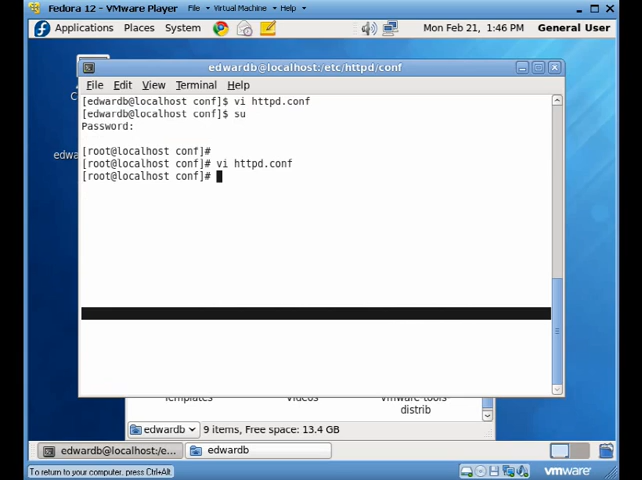 Fedora 12 - VMware Player File Virtual Machine Help
Applications Places System Mon Feb 21, 1:46 PM General User
edwardb@localhost:/etc/httpd/conf
File Edit View Terminal Help
[edwardb@localhost conf]$ vi httpd.conf
[edwardb@localhost conf]$ su
Password:
[root@localhost conf]#
[root@localhost conf]# vi httpd.conf
[root@localhost conf]#
C
edwa
Templates Videos vmware-tools-
distrib
edwardb 9 items, Free space: 13.4 GB
edwardb@localhost:/e... edwardb
To return to your computer, press Ctrl+Alt vmware